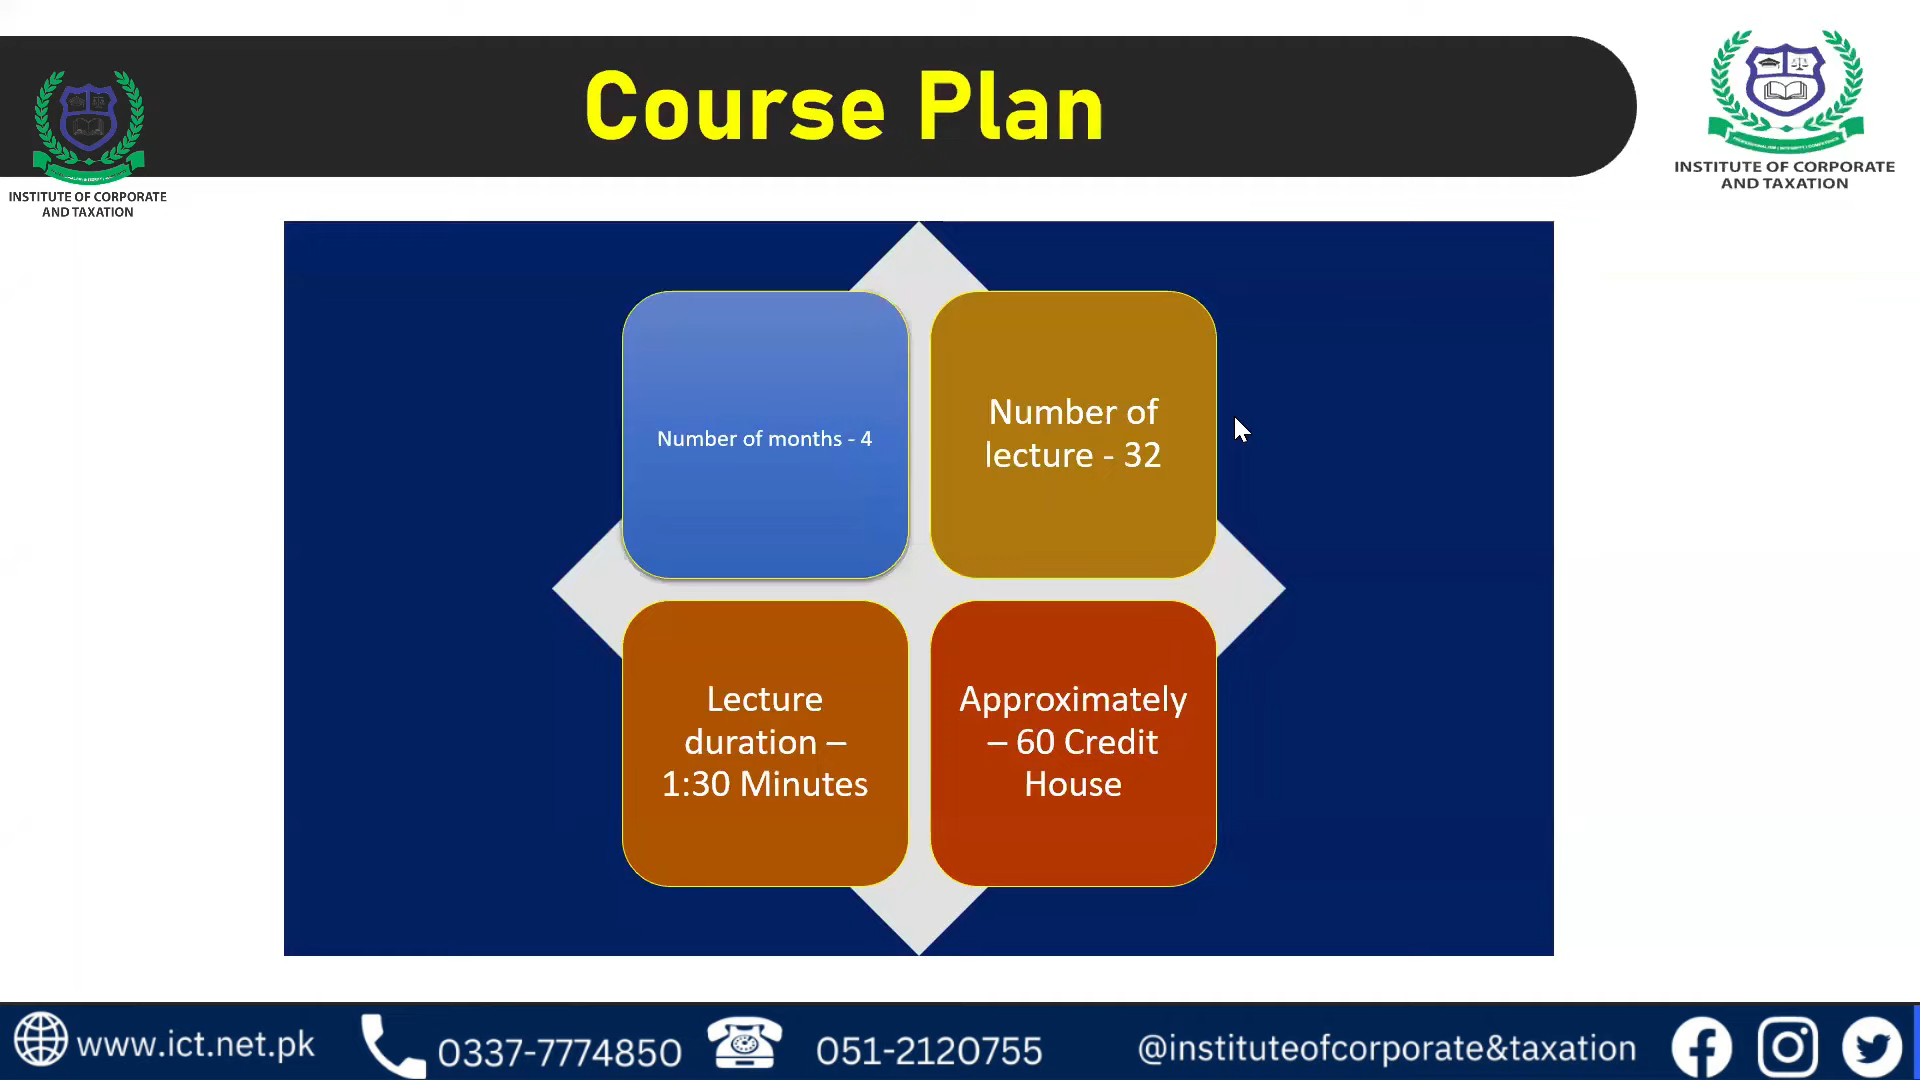 Course Plan
INSTITUTE OF CORPORATE
AND TAXATION
INSTITUTE OF CORPORATE
AND TAXATION
Number of months - 4
Number of
lecture - 32
Lecture
duration –
1:30 Minutes
Approximately
– 60 Credit
House
www.ict.net.pk
0337-7774850
051-2120755
@instituteofcorporate&taxation